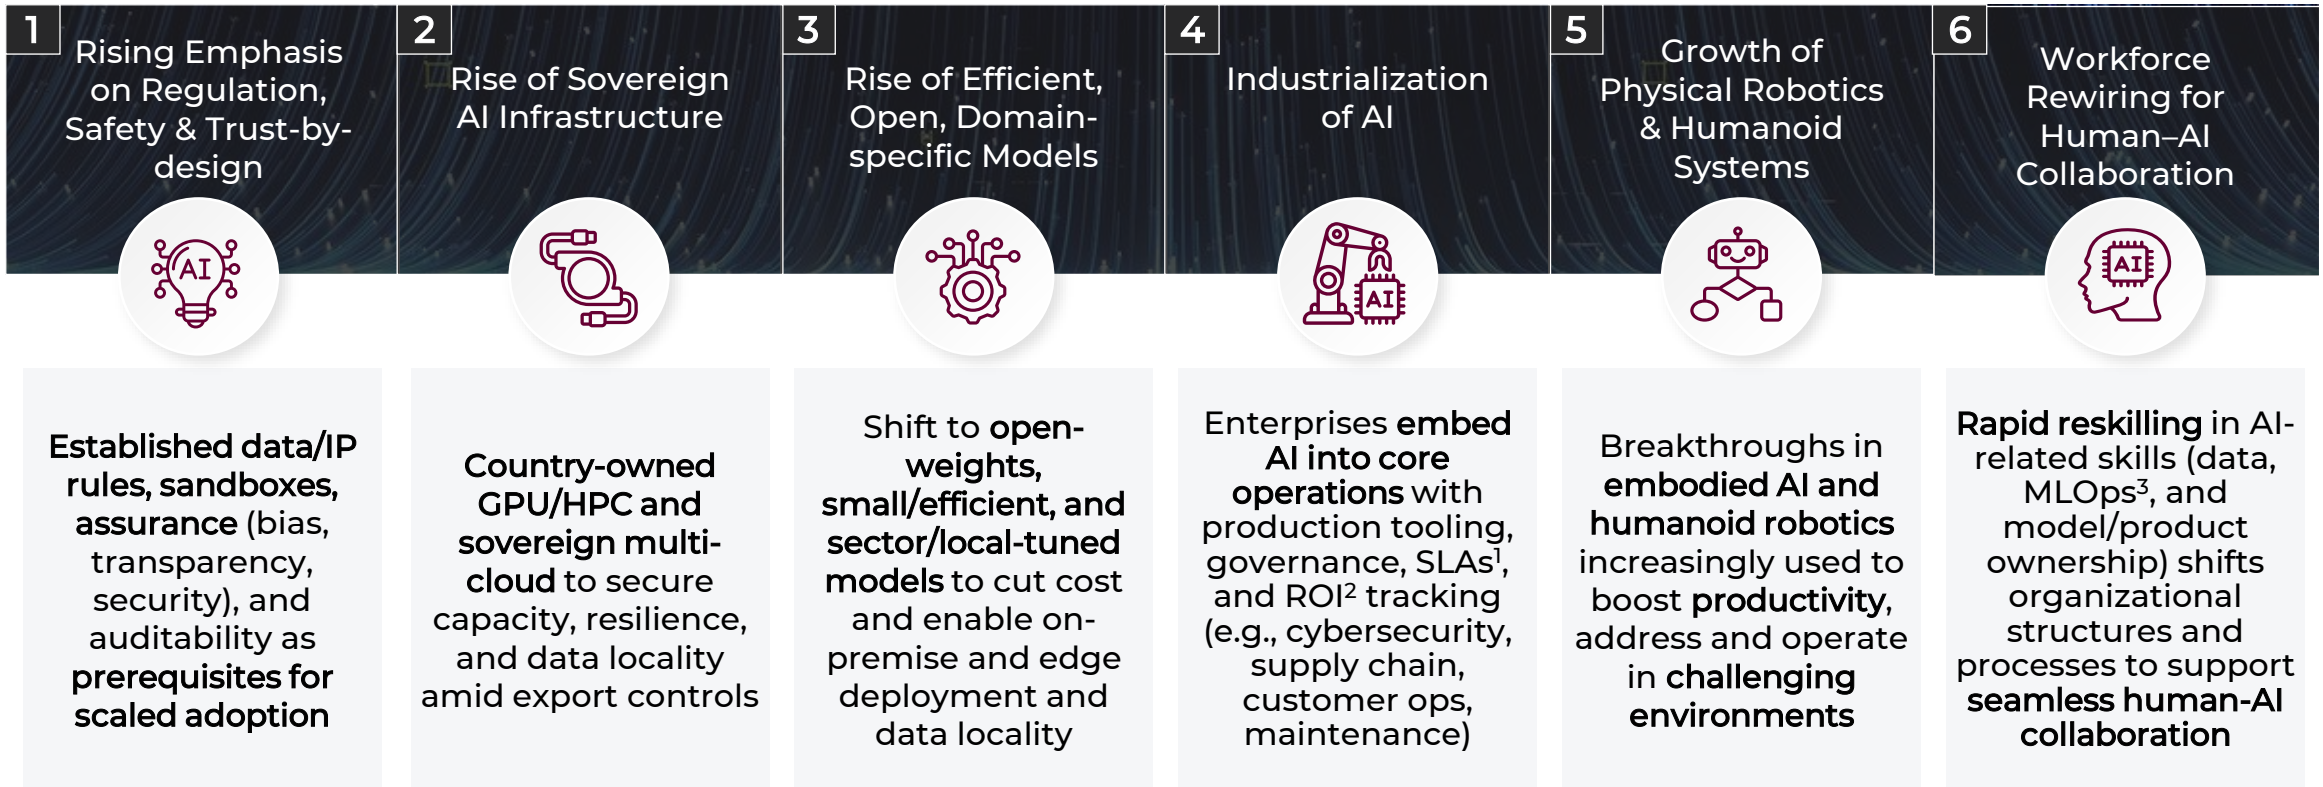 1
Rising Emphasis
on Regulation,
Safety & Trust-by-
design
AI
Established data/IP
rules, sandboxes,
assurance (bias,
transparency,
security), and
auditability as
prerequisites for
scaled adoption
2
Rise of Sovereign
AI Infrastructure
Country-owned
GPU/HPC and
sovereign multi-
cloud to secure
capacity, resilience,
and data locality
amid export controls
3
Rise of Efficient,
Open, Domain-
specific Models
Shift to open-
weights,
small/efficient, and
sector/local-tuned
models to cut cost
and enable on-
premise and edge
deployment and
data locality
4
Industrialization
of AI
AI
Enterprises embed
AI into core
operations with
production tooling,
governance, SLAs¹,
and ROI² tracking
(e.g., cybersecurity,
supply chain,
customer ops,
maintenance)
5
Growth of
Physical Robotics
& Humanoid
Systems
Breakthroughs in
embodied AI and
humanoid robotics
increasingly used to
boost productivity,
address and operate
in challenging
environments
6
Workforce
Rewiring for
Human–AI
Collaboration
AI
Rapid reskilling in AI-
related skills (data,
MLOps³, and
model/product
ownership) shifts
organizational
structures and
processes to support
seamless human-AI
collaboration